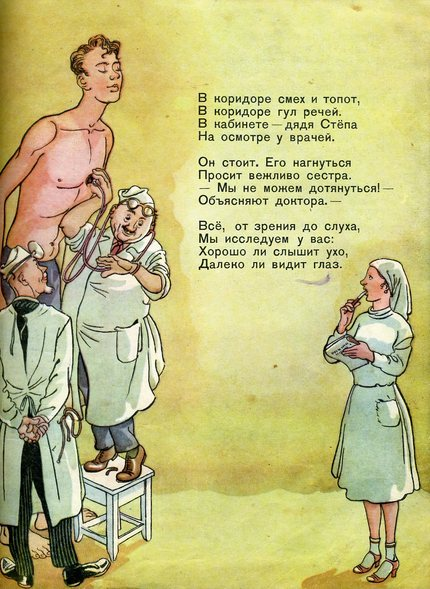 В коридоре смех и топот,
В коридоре гул речей.
В кабинете — дядя Стёпа
На осмотре у врачей.
Он стоит. Его нагнуться
Просит вежливо сестра.
— Мы не можем дотянуться! —
Объясняют доктора. —
Всё, от зрения до слуха,
Мы исследуем у вас:
Хорошо ли слышит ухо,
Далеко ли видит глаз.